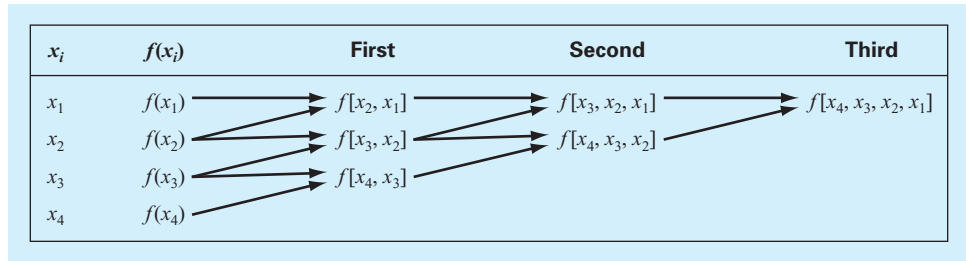 xᵢ f(xᵢ) First Second Third
x₁ f(x₁) f[x₂, x₁] f[x₃, x₂, x₁] f[x₄, x₃, x₂, x₁]
x₂ f(x₂) f[x₃, x₂] f[x₄, x₃, x₂]
x₃ f(x₃) f[x₄, x₃]
x₄ f(x₄)